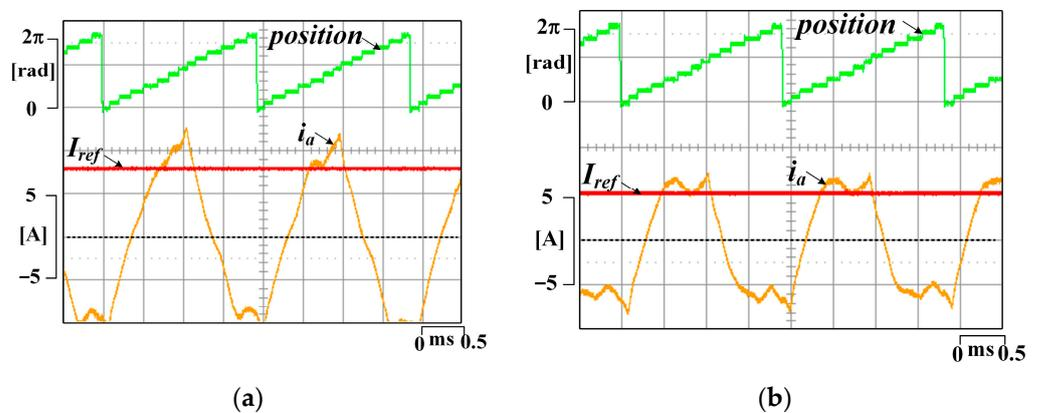 2π
[rad]
0
position
I_ref
i_a
5
[A]
−5
0 ms 0.5
(a)
2π
[rad]
0
position
I_ref
i_a
5
[A]
−5
0 ms 0.5
(b)